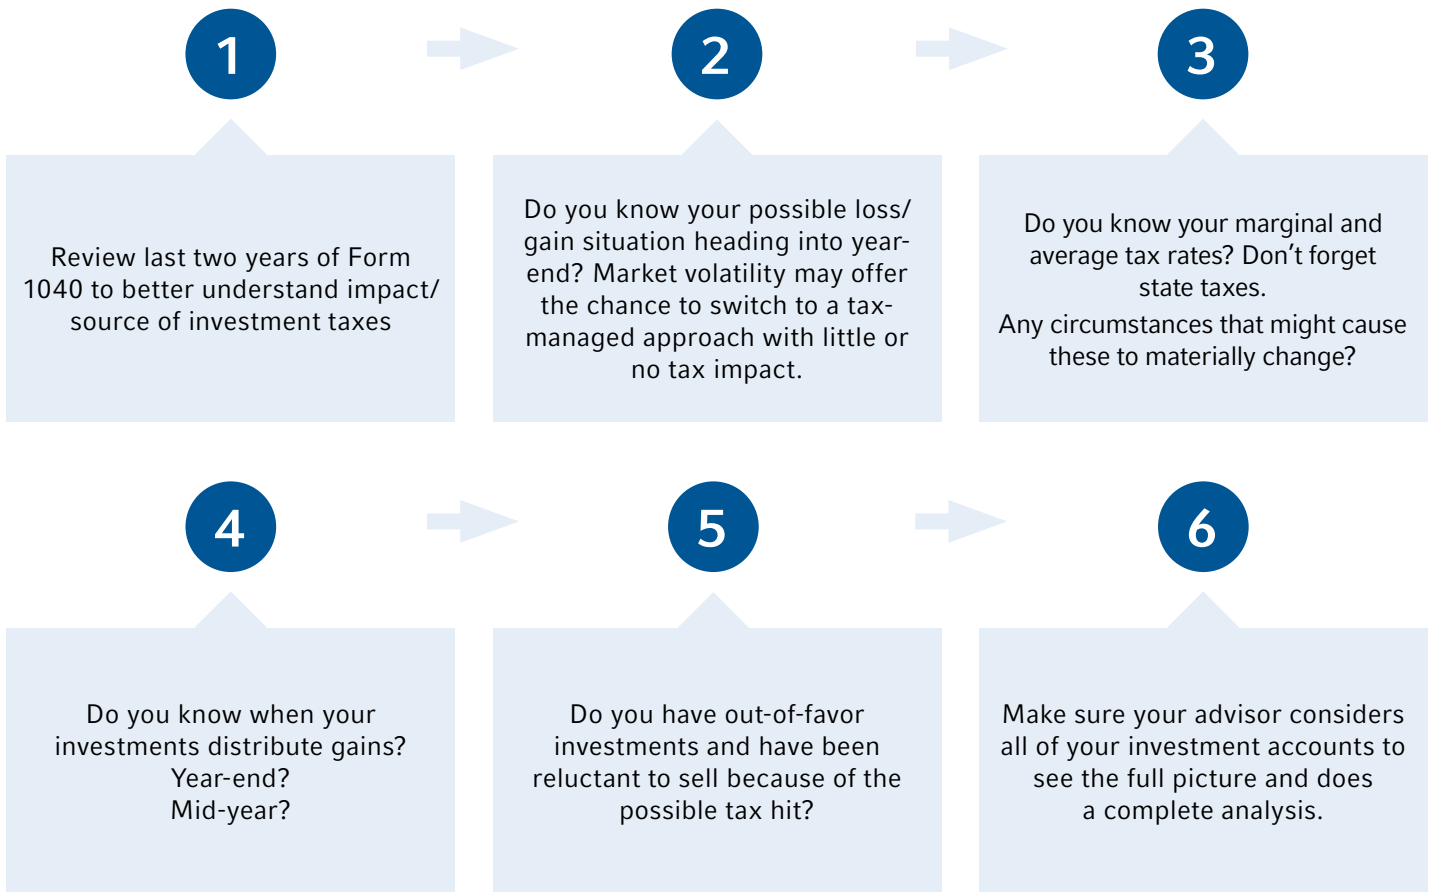 1
Review last two years of Form
1040 to better understand impact/
source of investment taxes
2
Do you know your possible loss/
gain situation heading into year-
end? Market volatility may offer
the chance to switch to a tax-
managed approach with little or
no tax impact.
3
Do you know your marginal and
average tax rates? Don’t forget
state taxes.
Any circumstances that might cause
these to materially change?
4
Do you know when your
investments distribute gains?
Year-end?
Mid-year?
5
Do you have out-of-favor
investments and have been
reluctant to sell because of the
possible tax hit?
6
Make sure your advisor considers
all of your investment accounts to
see the full picture and does
a complete analysis.